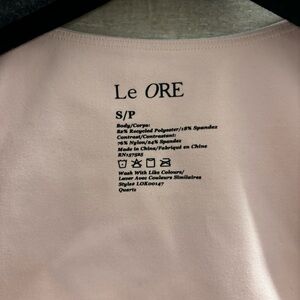 Le ORE
S/P
Body/Corps:
82% Recycled Polyester/18% Spandex
Contrast/Contrastant:
76% Nylon/24% Spandex
Made in China/Fabriqué en Chine
RN157525
Wash With Like Colours/
Laver Avec Couleurs Similaires
Style# LOK00147
Quartz